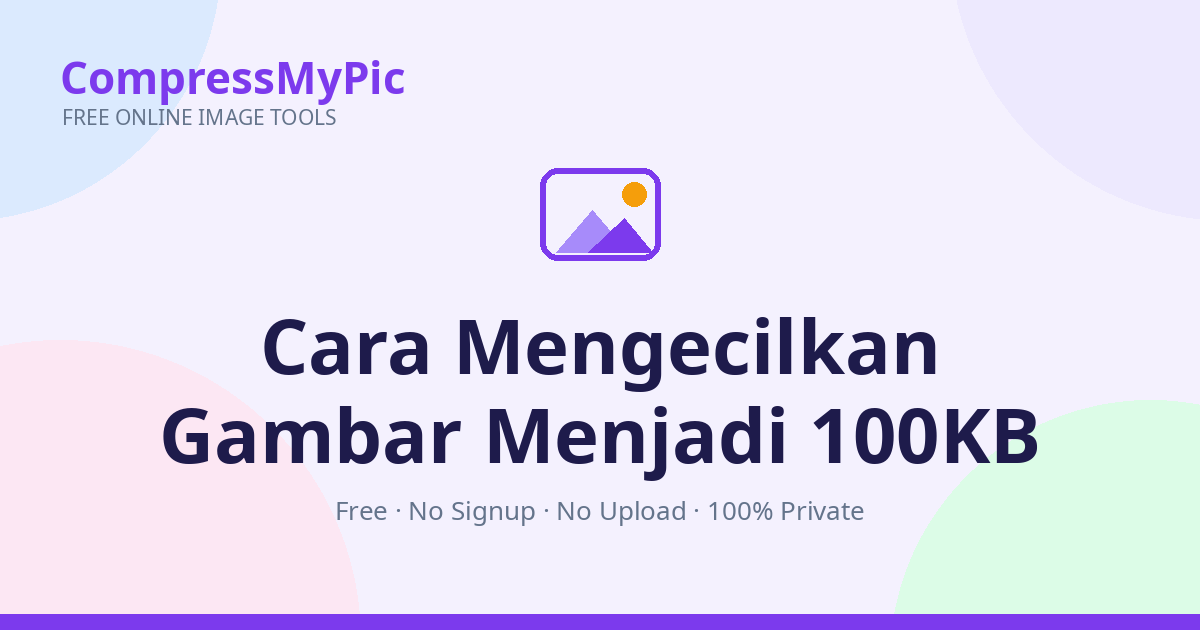 CompressMyPic
FREE ONLINE IMAGE TOOLS
Cara Mengecilkan
Gambar Menjadi 100KB
Free · No Signup · No Upload · 100% Private